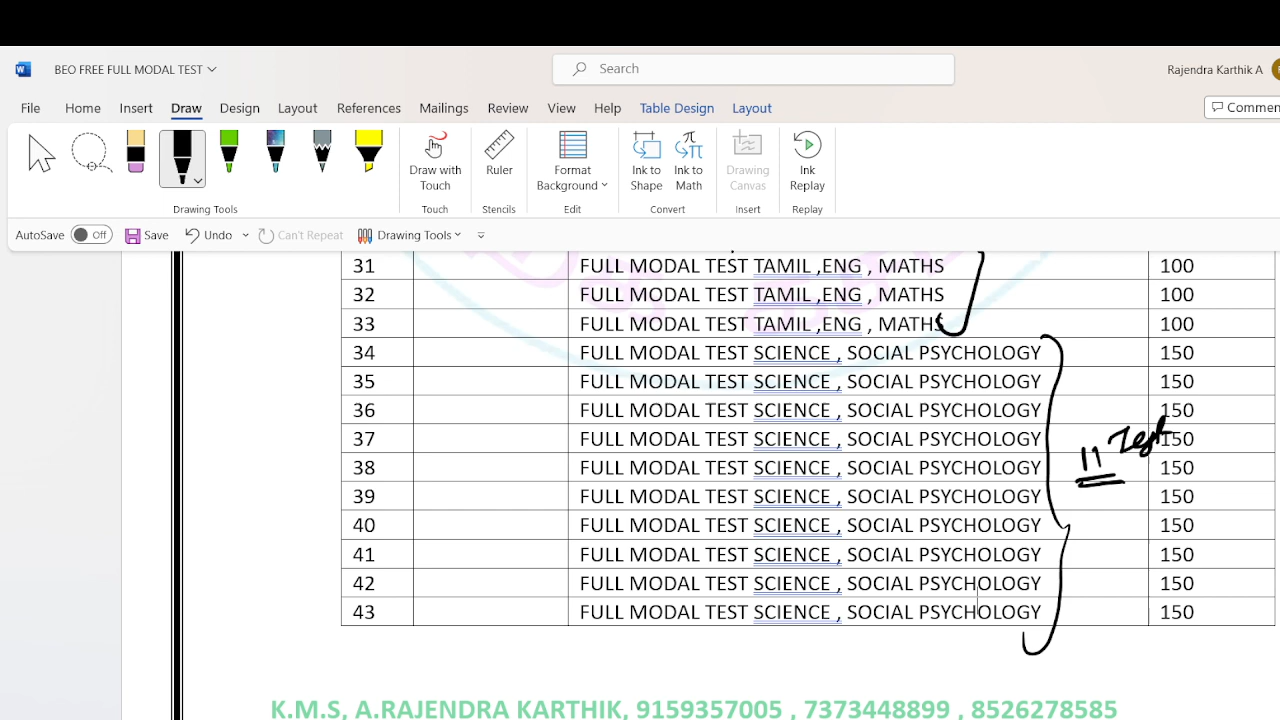 BEO FREE FULL MODAL TEST
Search
Rajendra Karthik A
File Home Insert Draw Design Layout References Mailings Review View Help Table Design Layout
Draw with Touch Ruler Format Background Ink to Shape Ink to Math Drawing Canvas Ink Replay
Drawing Tools Touch Stencils Edit Convert Insert Replay
AutoSave Off Save Undo Can't Repeat Drawing Tools
31 FULL MODAL TEST TAMIL ,ENG , MATHS 100
32 FULL MODAL TEST TAMIL ,ENG , MATHS 100
33 FULL MODAL TEST TAMIL ,ENG , MATHS 100
34 FULL MODAL TEST SCIENCE , SOCIAL PSYCHOLOGY 150
35 FULL MODAL TEST SCIENCE , SOCIAL PSYCHOLOGY 150
36 FULL MODAL TEST SCIENCE , SOCIAL PSYCHOLOGY 150
37 FULL MODAL TEST SCIENCE , SOCIAL PSYCHOLOGY 150
11 Test
38 FULL MODAL TEST SCIENCE , SOCIAL PSYCHOLOGY 150
39 FULL MODAL TEST SCIENCE , SOCIAL PSYCHOLOGY 150
40 FULL MODAL TEST SCIENCE , SOCIAL PSYCHOLOGY 150
41 FULL MODAL TEST SCIENCE , SOCIAL PSYCHOLOGY 150
42 FULL MODAL TEST SCIENCE , SOCIAL PSYCHOLOGY 150
43 FULL MODAL TEST SCIENCE , SOCIAL PSYCHOLOGY 150
K.M.S, A.RAJENDRA KARTHIK, 9159357005 , 7373448899 , 8526278585